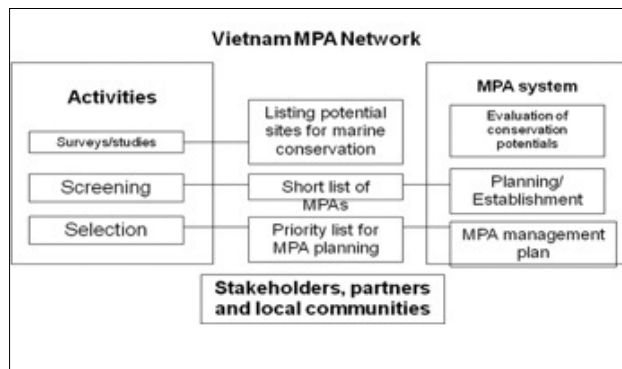 Vietnam MPA Network
Activities
Surveys/studies
Screening
Selection
Listing potential
sites for marine
conservation
Short list of
MPAs
Priority list for
MPA planning
MPA system
Evaluation of
conservation
potentials
Planning/
Establishment
MPA management
plan
Stakeholders, partners
and local communities